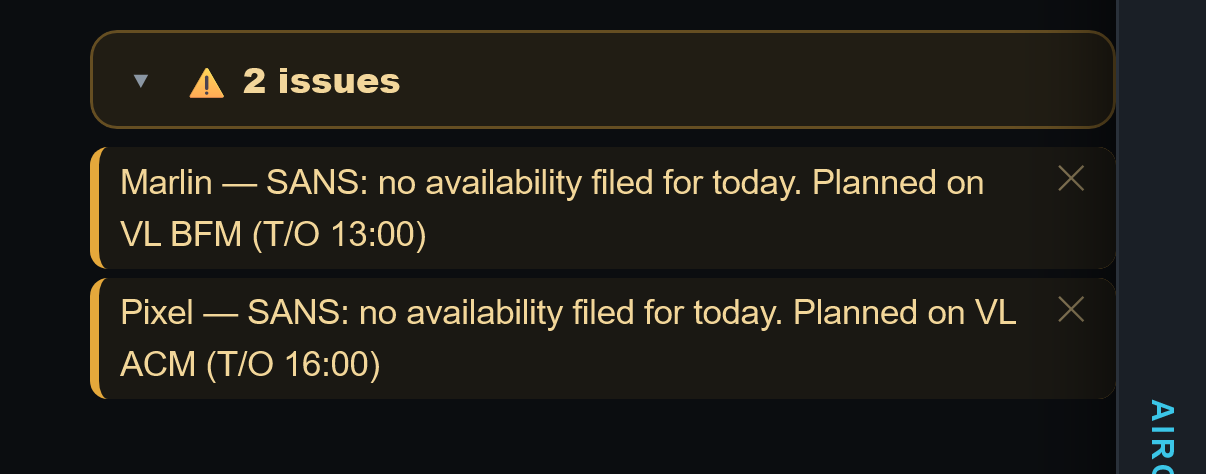 2 issues
Marlin — SANS: no availability filed for today. Planned on
VL BFM (T/O 13:00)
Pixel — SANS: no availability filed for today. Planned on VL
ACM (T/O 16:00)